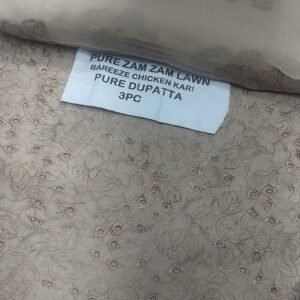 PURE ZAM ZAM LAWN
BAREEZE CHICKEN KARI
PURE DUPATTA
3PC